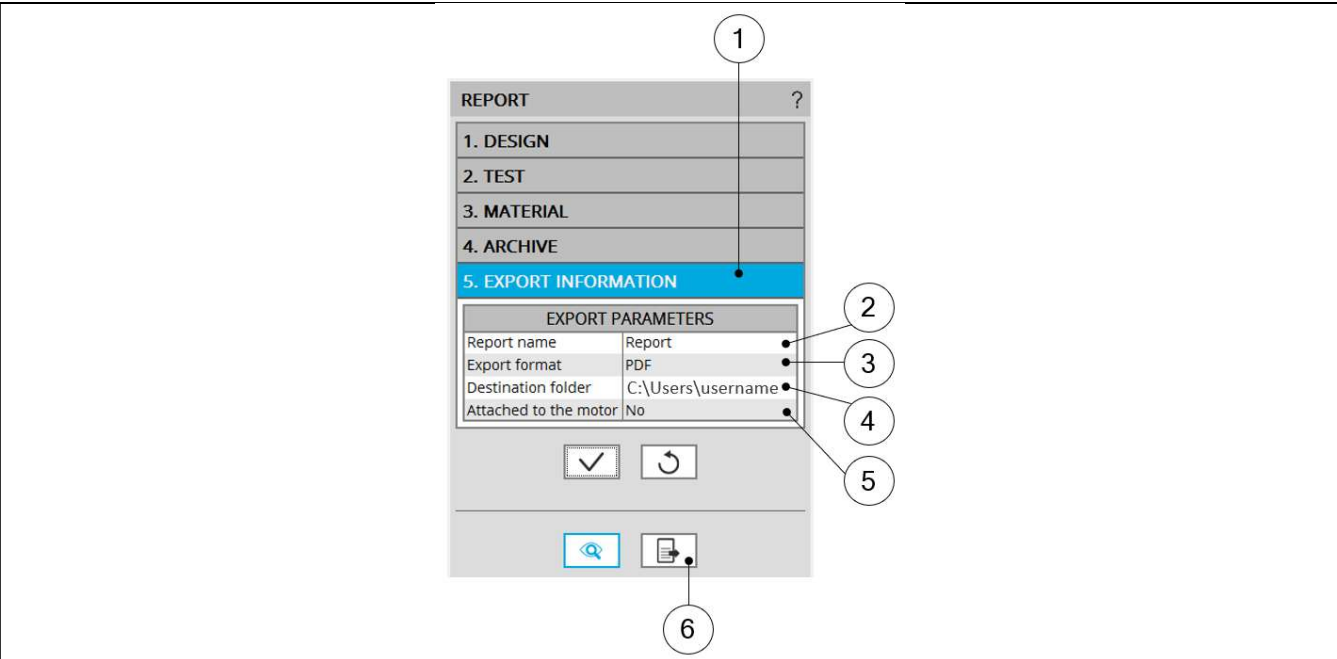 1
REPORT ?
1. DESIGN
2. TEST
3. MATERIAL
4. ARCHIVE
5. EXPORT INFORMATION
EXPORT PARAMETERS
2
Report name Report
Export format PDF
3
Destination folder C:\Users\username
4
Attached to the motor No
5
6